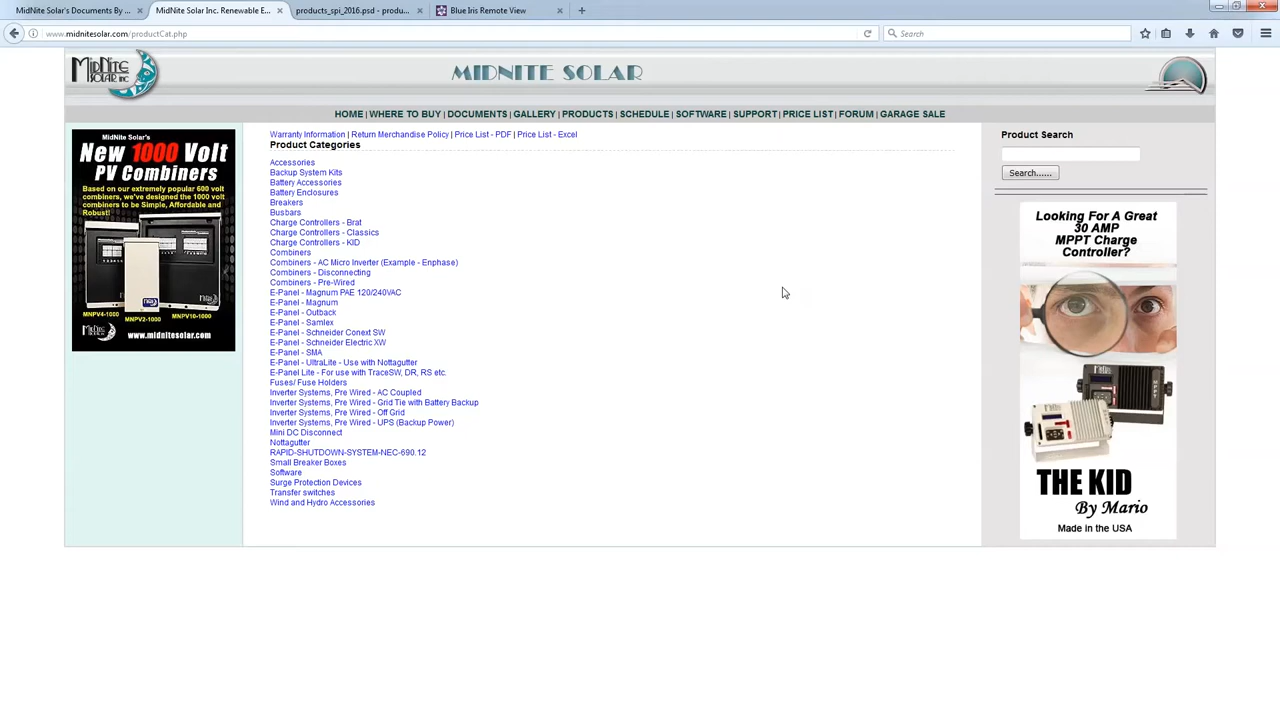 MidNite Solar's Documents By ...
MidNite Solar Inc. Renewable E...
products_spi_2016.psd - produ...
Blue Iris Remote View
www.midnitesolar.com/productCat.php
Search
MIDNITE SOLAR INC
MIDNITE SOLAR
HOME | WHERE TO BUY | DOCUMENTS | GALLERY | PRODUCTS | SCHEDULE | SOFTWARE | SUPPORT | PRICE LIST | FORUM | GARAGE SALE
MidNite Solar's
New 1000 Volt
PV Combiners
Based on our extremely popular 600 volt
combiners, we've designed the 1000 volt
combiners to be Simple, Affordable and
Robust!
MNPV4-1000
MNPV2-1000
MNPV10-1000
www.midnitesolar.com
Warranty Information | Return Merchandise Policy | Price List - PDF | Price List - Excel
Product Categories
Accessories
Backup System Kits
Battery Accessories
Battery Enclosures
Breakers
Busbars
Charge Controllers - Brat
Charge Controllers - Classics
Charge Controllers - KID
Combiners
Combiners - AC Micro Inverter (Example - Enphase)
Combiners - Disconnecting
Combiners - Pre-Wired
E-Panel - Magnum PAE 120/240VAC
E-Panel - Magnum
E-Panel - Outback
E-Panel - Samlex
E-Panel - Schneider Conext SW
E-Panel - Schneider Electric XW
E-Panel - SMA
E-Panel - UltraLite - Use with Nottagutter
E-Panel Lite - For use with TraceSW, DR, RS etc.
Fuses/ Fuse Holders
Inverter Systems, Pre Wired - AC Coupled
Inverter Systems, Pre Wired - Grid Tie with Battery Backup
Inverter Systems, Pre Wired - Off Grid
Inverter Systems, Pre Wired - UPS (Backup Power)
Mini DC Disconnect
Nottagutter
RAPID-SHUTDOWN-SYSTEM-NEC-690.12
Small Breaker Boxes
Software
Surge Protection Devices
Transfer switches
Wind and Hydro Accessories
Product Search
Search......
Looking For A Great
30 AMP
MPPT Charge
Controller?
THE KID
By Mario
Made in the USA